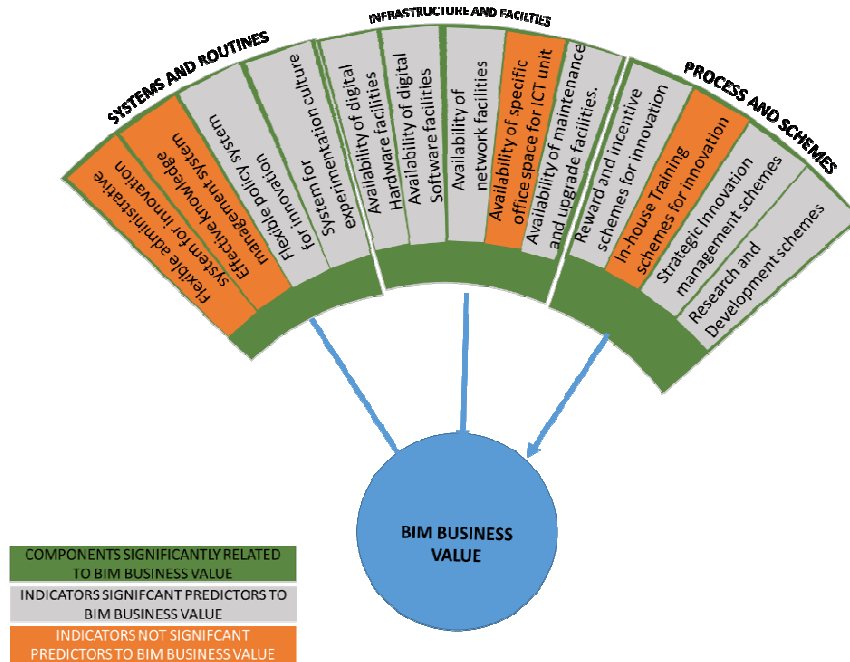 SYSTEMS AND ROUTINES
INFRASTRUCTURE AND FACILTIES
PROCESS AND SCHEMES
Flexible administrative
system for innovation
Effective knowledge
management system
Flexible policy system
for innovation
System for
experimentation culture
Availability of digital
Hardware facilities
Availability of digital
Software facilities
Availability of
network facilities
Availability of specific
office space for ICT unit
Availability of maintenance
and upgrade facilities.
Reward and incentive
schemes for innovation
In-house Training
schemes for innovation
Strategic Innovation
management schemes
Research and
Development schemes
BIM BUSINESS
VALUE
COMPONENTS SIGNIFICANTLY RELATED
TO BIM BUSINESS VALUE
INDICATORS SIGNIFCANT PREDICTORS TO
BIM BUSINESS VALUE
INDICATORS NOT SIGNIFCANT
PREDICTORS TO BIM BUSINESS VALUE